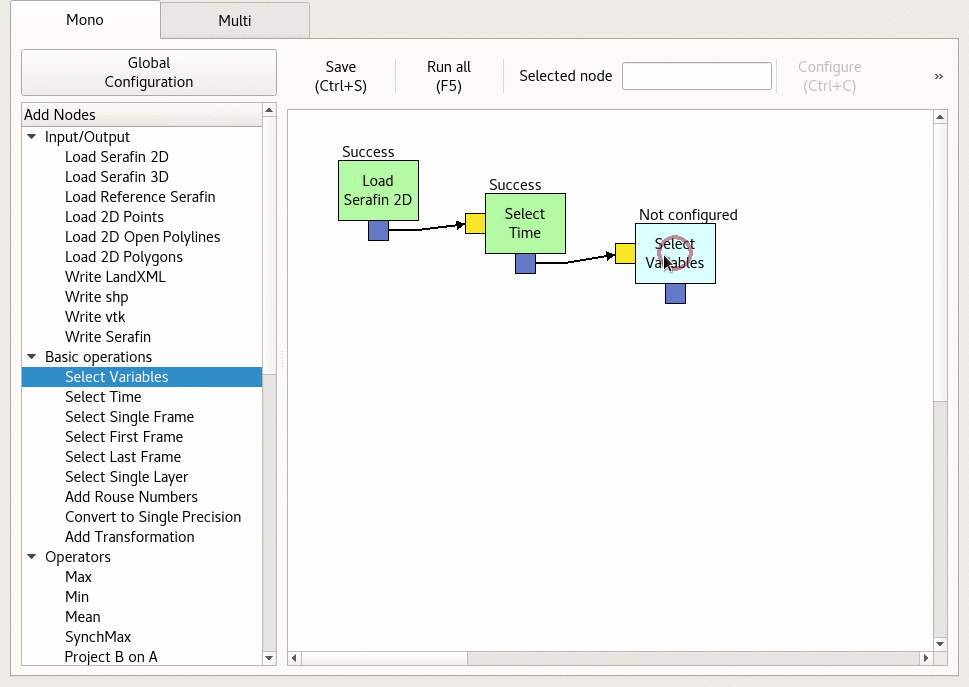 Mono
Multi
Global
Configuration
Save
(Ctrl+S)
Run all
(F5)
Selected node
Configure
(Ctrl+C)
»
Add Nodes
Input/Output
Load Serafin 2D
Load Serafin 3D
Load Reference Serafin
Load 2D Points
Load 2D Open Polylines
Load 2D Polygons
Write LandXML
Write shp
Write vtk
Write Serafin
Basic operations
Select Variables
Select Time
Select Single Frame
Select First Frame
Select Last Frame
Select Single Layer
Add Rouse Numbers
Convert to Single Precision
Add Transformation
Operators
Max
Min
Mean
SynchMax
Project B on A
Success
Load
Serafin 2D
Success
Select
Time
Not configured
Select
Variables